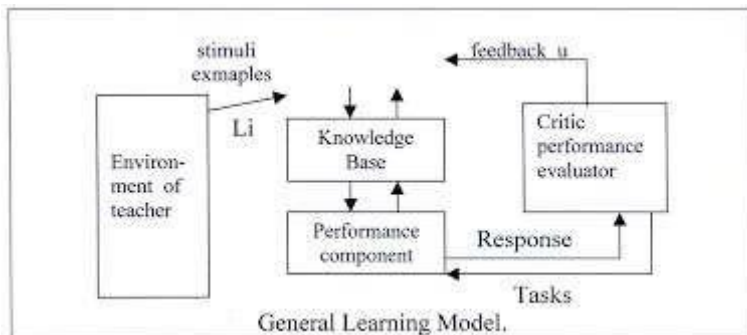 stimuli
exmaples
feedback u
Li
Environ-
ment of
teacher
Knowledge
Base
Critic
performance
evaluator
Performance
component
Response
Tasks
General Learning Model.